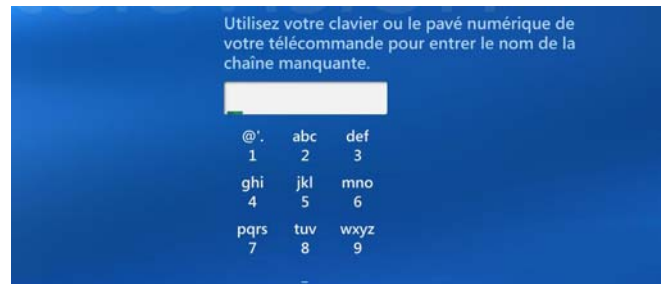 Utilisez votre clavier ou le pavé numérique de
votre télécommande pour entrer le nom de la
chaîne manquante.
@'. abc def
1 2 3
ghi jkl mno
4 5 6
pqrs tuv wxyz
7 8 9